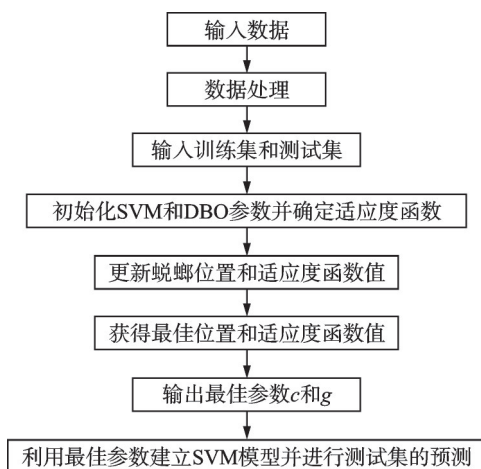 输入数据
数据处理
输入训练集和测试集
初始化SVM和DBO参数并确定适应度函数
更新蜣螂位置和适应度函数值
获得最佳位置和适应度函数值
输出最佳参数c和g
利用最佳参数建立SVM模型并进行测试集的预测